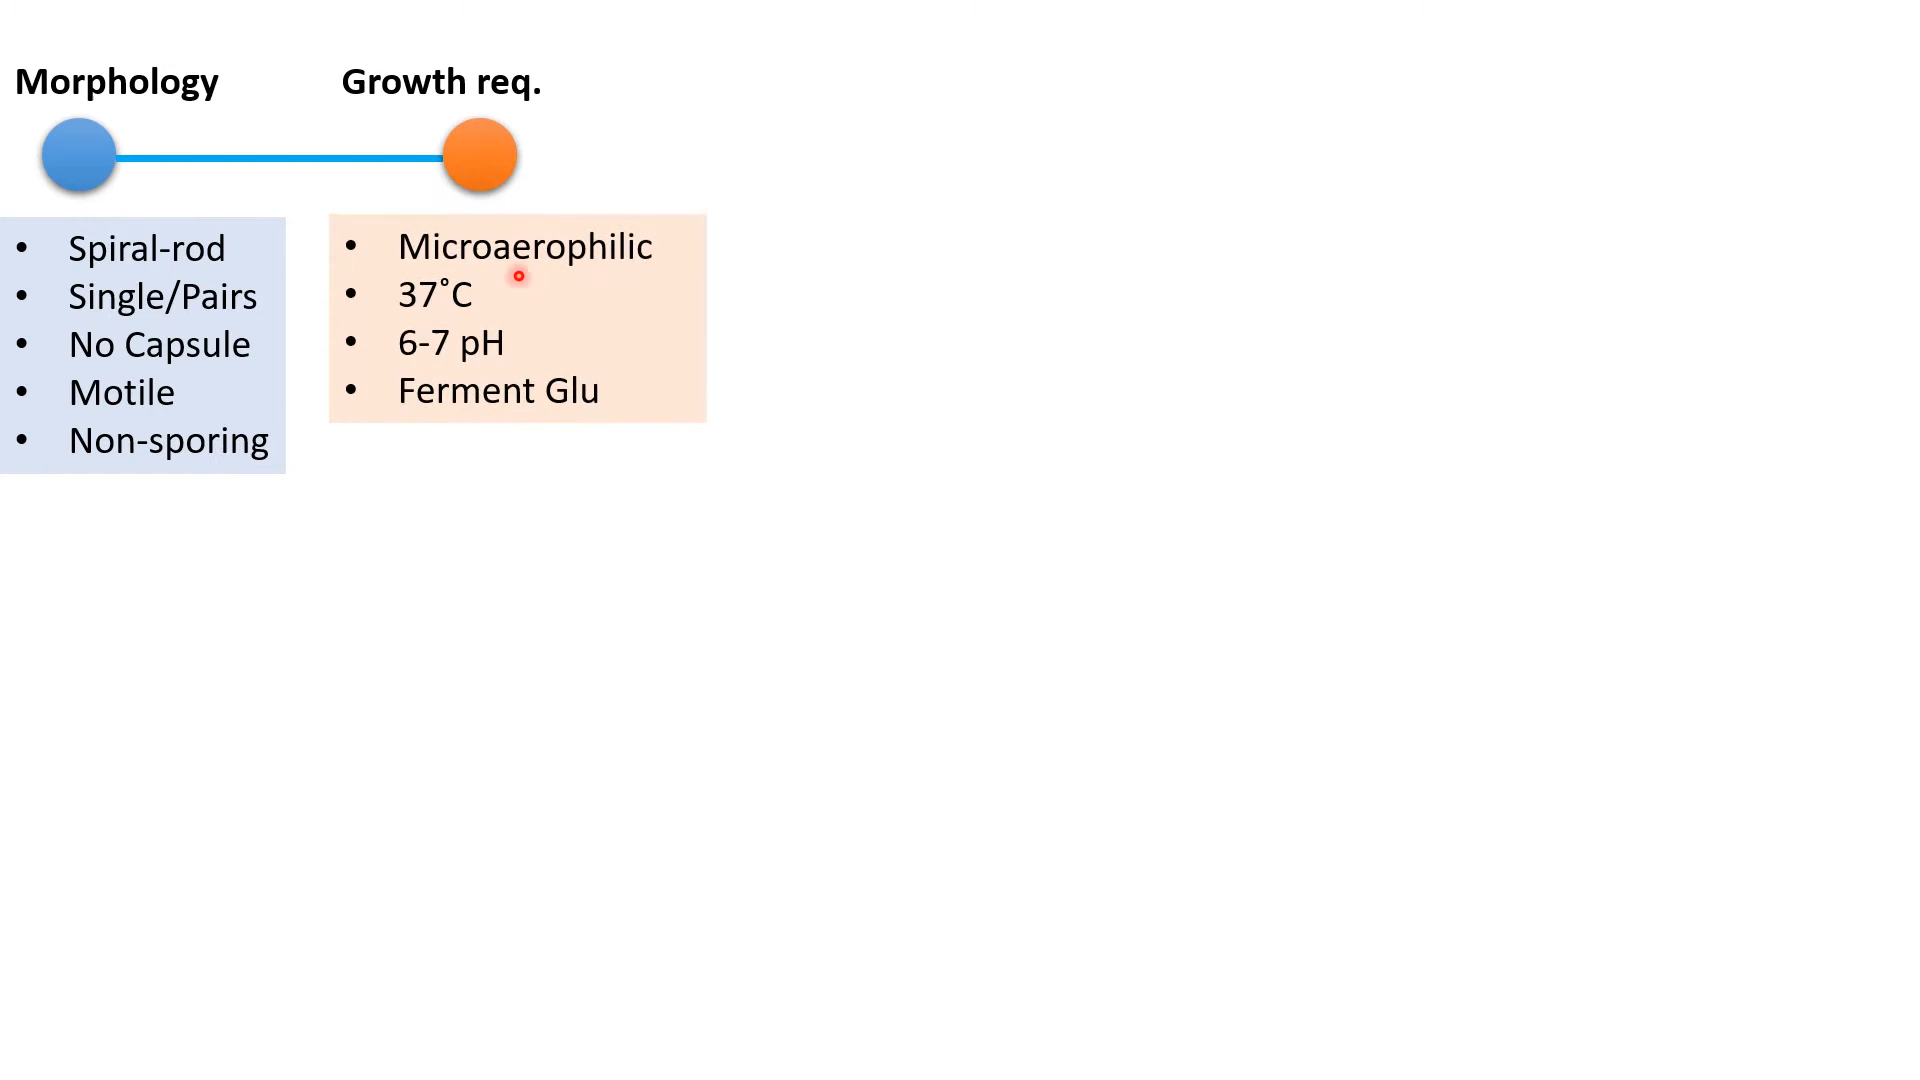 Morphology
• Spiral-rod
• Single/Pairs
• No Capsule
• Motile
• Non-sporing
Growth req.
• Microaerophilic
• 37˚C
• 6-7 pH
• Ferment Glu